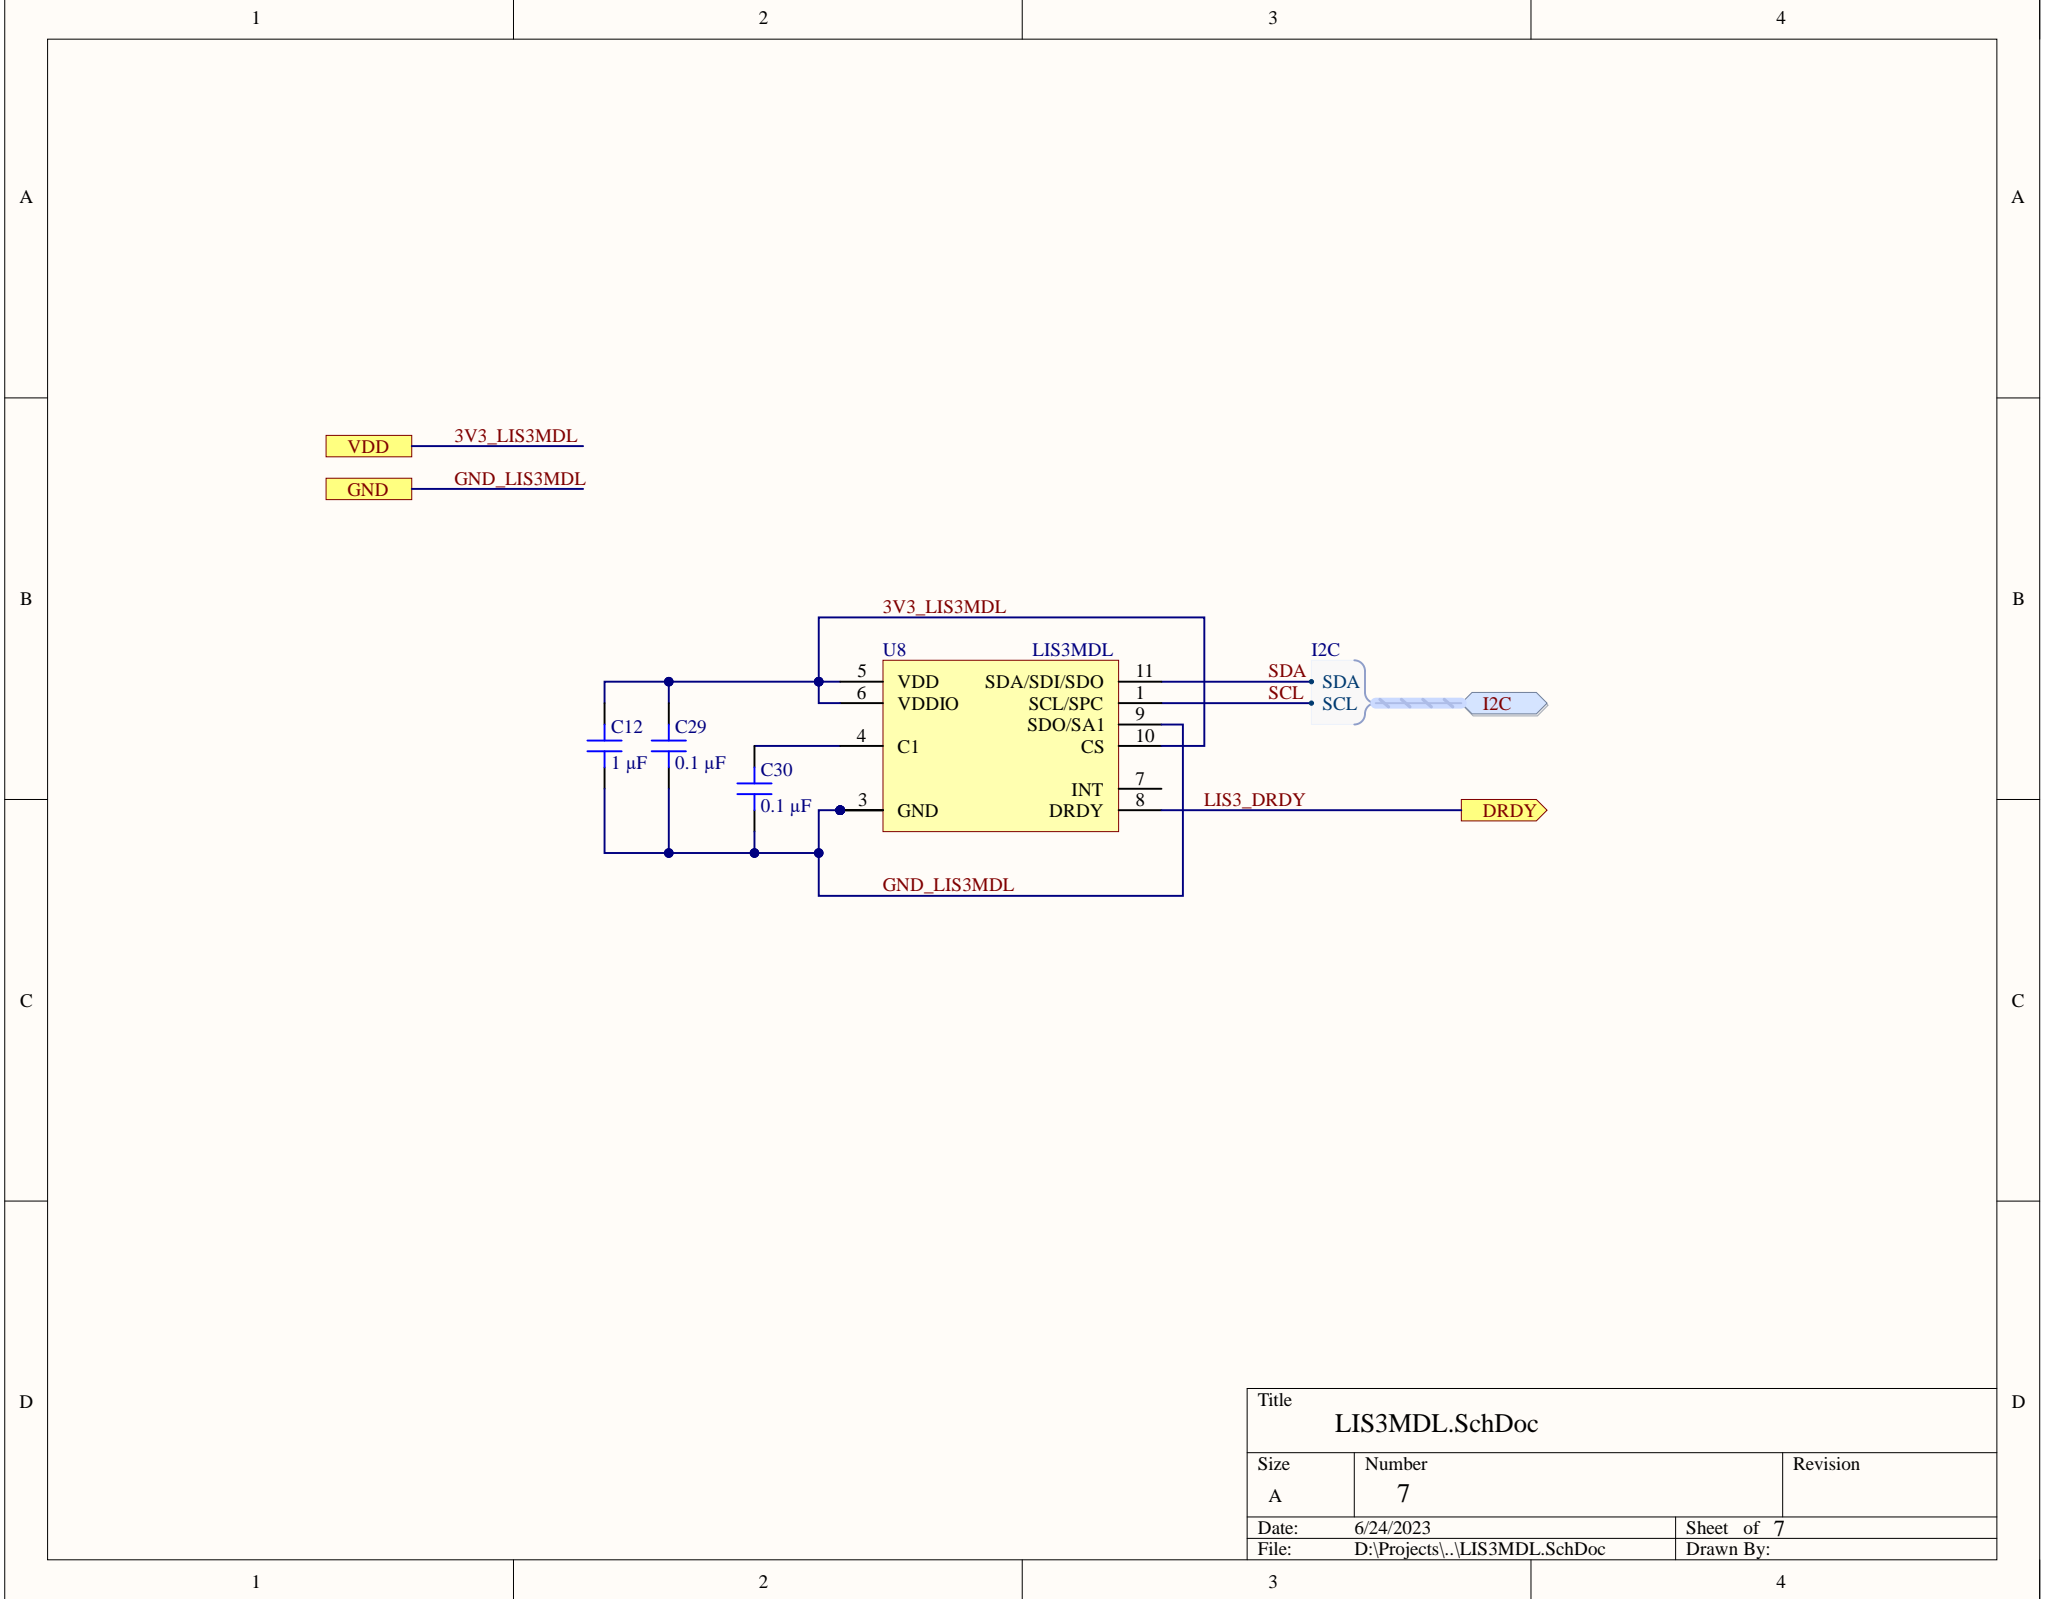 1 2 3 4
A A
VDD 3V3_LIS3MDL
GND GND_LIS3MDL
B B
3V3_LIS3MDL
U8 LIS3MDL I2C
5 VDD SDA/SDI/SDO 11 SDA SDA
6 VDDIO SCL/SPC 1 SCL SCL I2C
SDO/SA1 9
C12 C29 4 C1 CS 10
1 µF 0.1 µF C30
INT 7
0.1 µF 3 GND DRDY 8 LIS3_DRDY DRDY
GND_LIS3MDL
C C
D D
Title
LIS3MDL.SchDoc
Size Number Revision
A 7
Date: 6/24/2023 Sheet of 7
File: D:\Projects\..\LIS3MDL.SchDoc Drawn By:
1 2 3 4